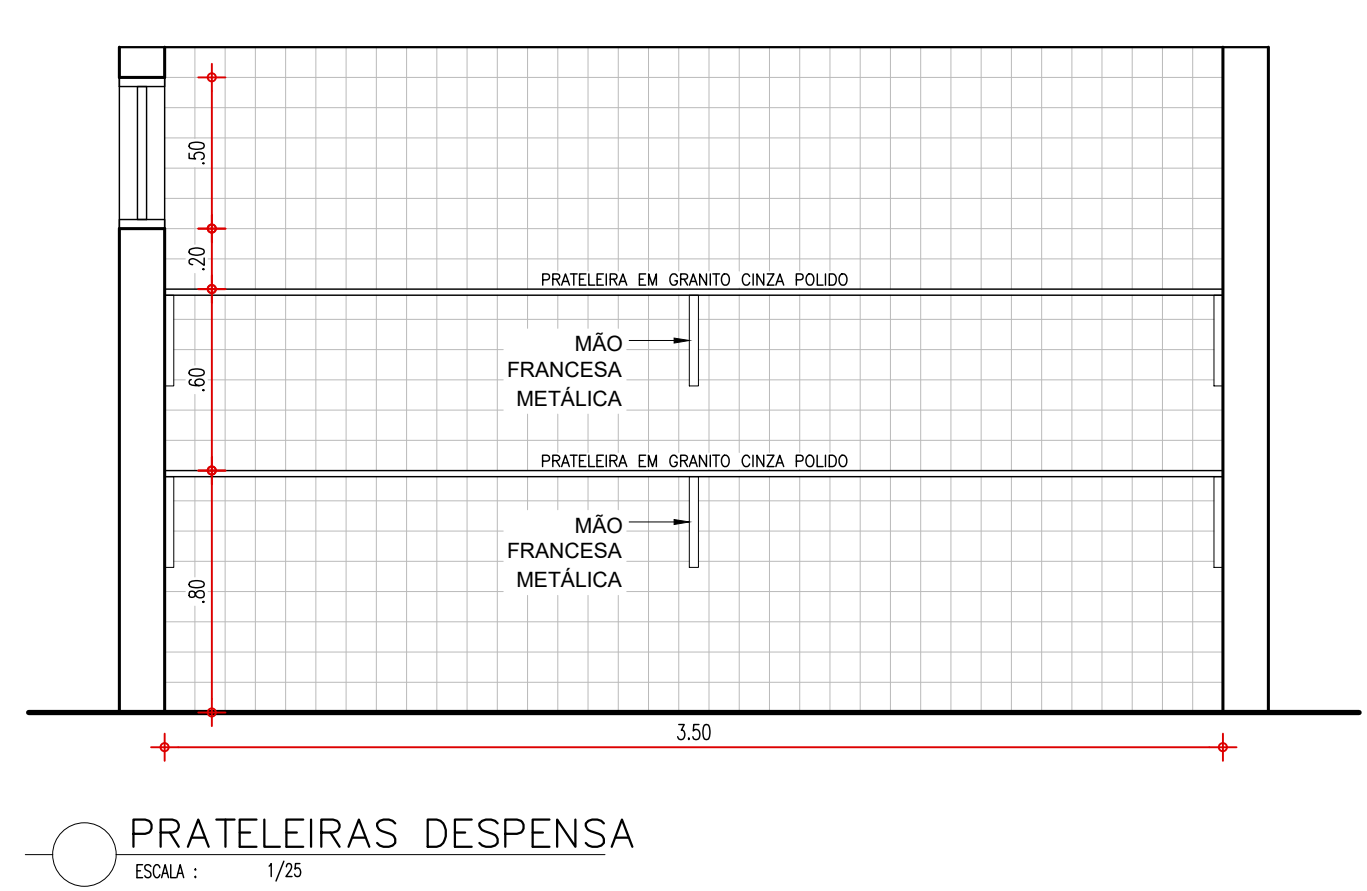 .50
.20
PRATELEIRA EM GRANITO CINZA POLIDO
MÃO
FRANCESA
METÁLICA
.60
PRATELEIRA EM GRANITO CINZA POLIDO
MÃO
FRANCESA
METÁLICA
.80
3.50
PRATELEIRAS DESPENSA
ESCALA : 1/25